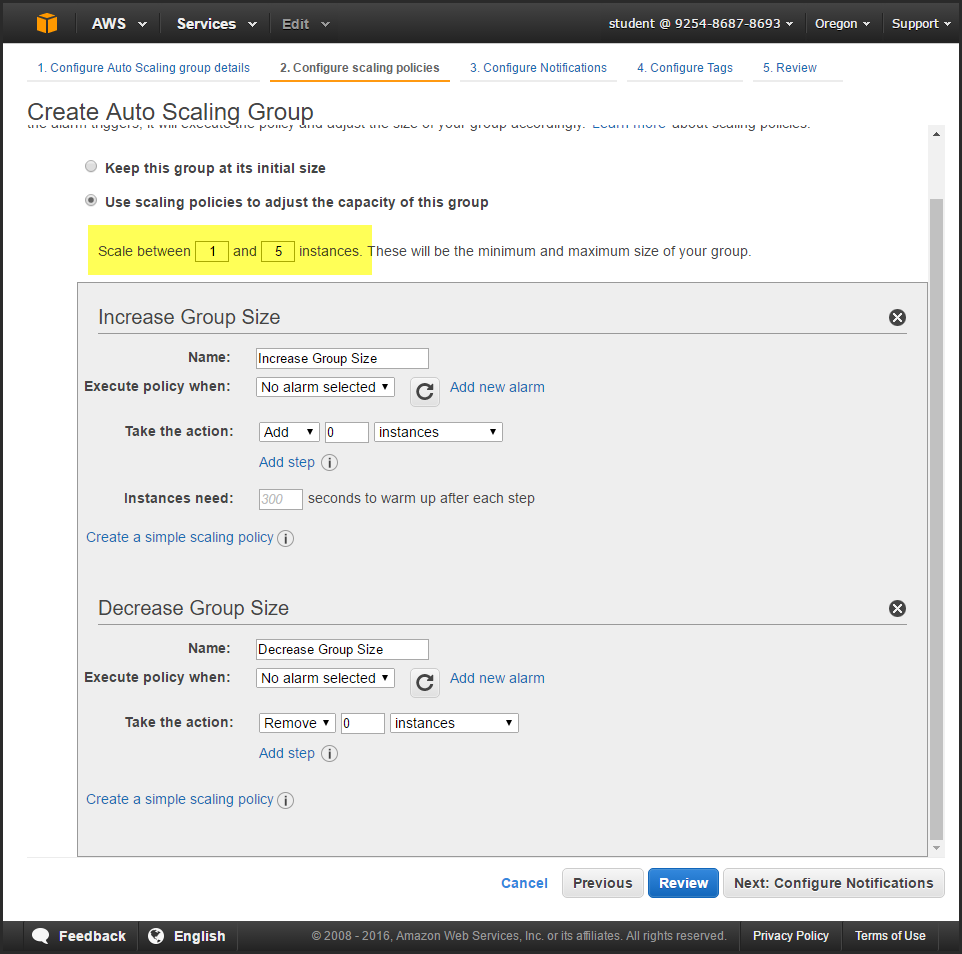 AWS Services Edit student @ 9254-8687-8693 Oregon Support
1. Configure Auto Scaling group details 2. Configure scaling policies 3. Configure Notifications 4. Configure Tags 5. Review
Create Auto Scaling Group
the alarm triggers, it will execute the policy and adjust the size of your group accordingly. Learn more about scaling policies.
Keep this group at its initial size
Use scaling policies to adjust the capacity of this group
Scale between 1 and 5 instances. These will be the minimum and maximum size of your group.
Increase Group Size
Name: Increase Group Size
Execute policy when: No alarm selected Add new alarm
Take the action: Add 0 instances
Add step i
Instances need: 300 seconds to warm up after each step
Create a simple scaling policy i
Decrease Group Size
Name: Decrease Group Size
Execute policy when: No alarm selected Add new alarm
Take the action: Remove 0 instances
Add step i
Create a simple scaling policy i
Cancel Previous Review Next: Configure Notifications
Feedback English © 2008 - 2016, Amazon Web Services, Inc. or its affiliates. All rights reserved. Privacy Policy Terms of Use